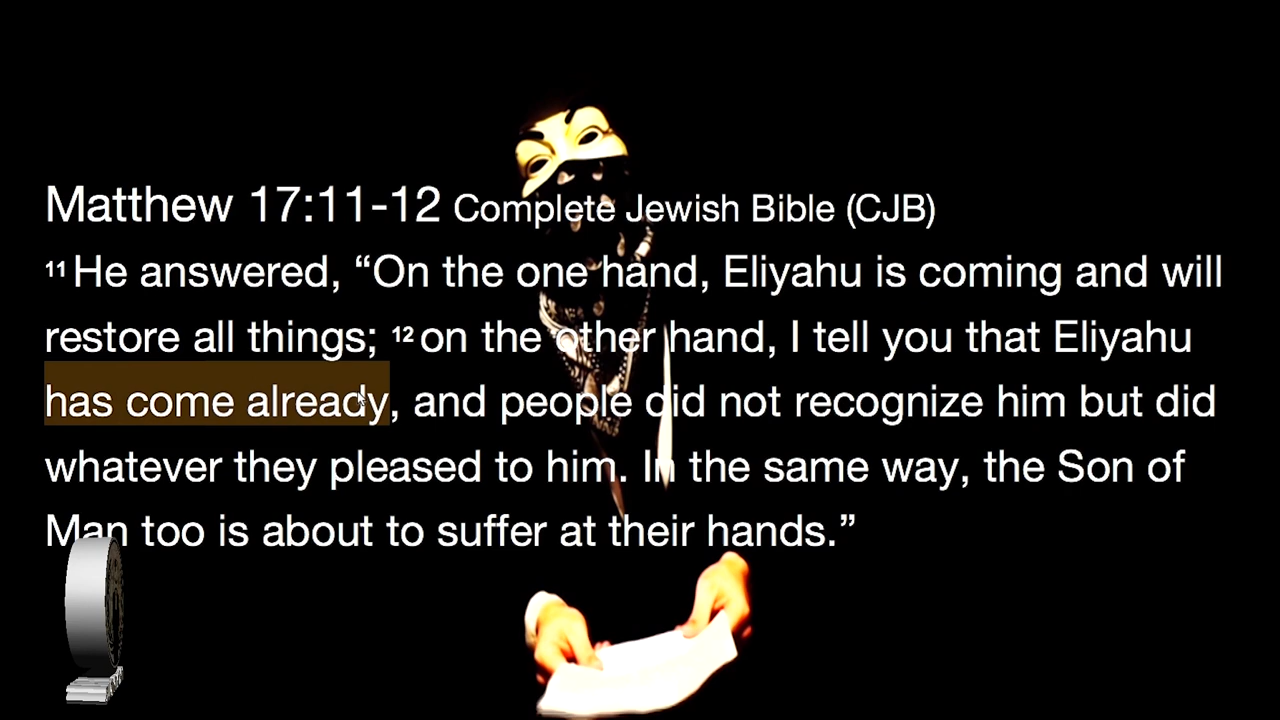 Matthew 17:11-12 Complete Jewish Bible (CJB)
11 He answered, “On the one hand, Eliyahu is coming and will
restore all things; 12 on the other hand, I tell you that Eliyahu
has come already, and people did not recognize him but did
whatever they pleased to him. In the same way, the Son of
Man too is about to suffer at their hands.”